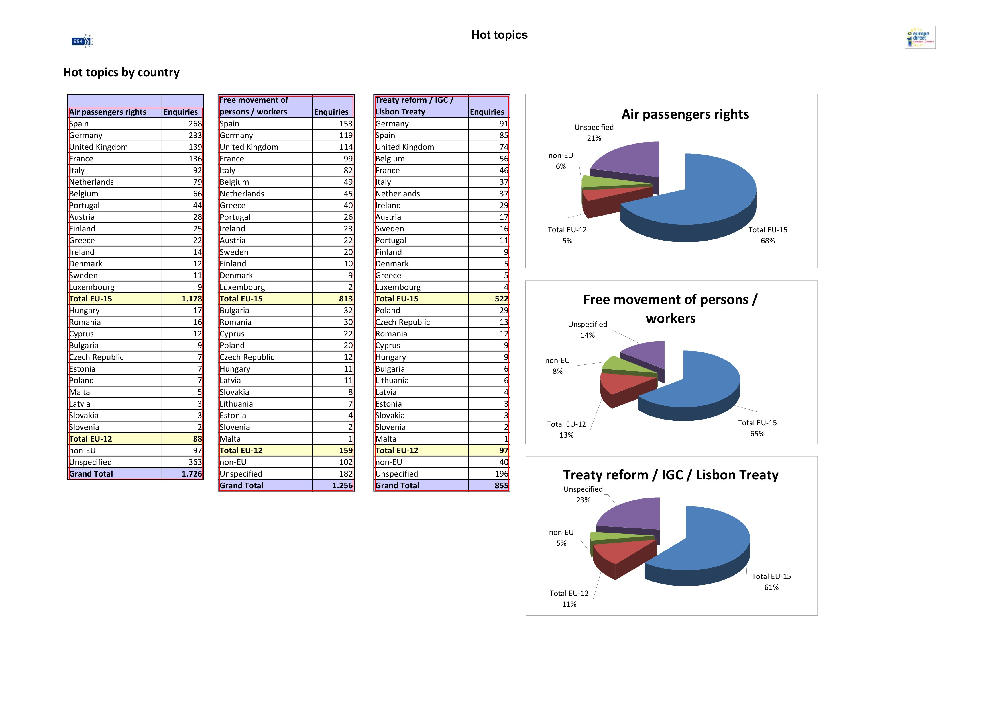 Hot topics
ESN
europe
direct
Contact Centre
Hot topics by country
Air passengers rights Enquiries
Spain 268
Germany 233
United Kingdom 139
France 136
Italy 92
Netherlands 79
Belgium 66
Portugal 44
Austria 28
Finland 25
Greece 22
Ireland 14
Denmark 12
Sweden 11
Luxembourg 9
Total EU-15 1.178
Hungary 17
Romania 16
Cyprus 12
Bulgaria 9
Czech Republic 7
Estonia 7
Poland 7
Malta 5
Latvia 3
Slovakia 3
Slovenia 2
Total EU-12 88
non-EU 97
Unspecified 363
Grand Total 1.726
Free movement of
persons / workers Enquiries
Spain 153
Germany 119
United Kingdom 114
France 99
Italy 82
Belgium 49
Netherlands 45
Greece 40
Portugal 26
Ireland 23
Austria 22
Sweden 20
Finland 10
Denmark 9
Luxembourg 2
Total EU-15 813
Bulgaria 32
Romania 30
Cyprus 22
Poland 20
Czech Republic 12
Hungary 11
Latvia 11
Slovakia 8
Lithuania 7
Estonia 4
Slovenia 2
Malta 1
Total EU-12 159
non-EU 102
Unspecified 182
Grand Total 1.256
Treaty reform / IGC /
Lisbon Treaty Enquiries
Germany 91
Spain 85
United Kingdom 74
Belgium 56
France 46
Italy 37
Netherlands 37
Ireland 29
Austria 17
Sweden 16
Portugal 11
Finland 9
Denmark 5
Greece 5
Luxembourg 4
Total EU-15 522
Poland 29
Czech Republic 13
Romania 12
Cyprus 9
Hungary 9
Bulgaria 6
Lithuania 6
Latvia 4
Estonia 3
Slovakia 3
Slovenia 2
Malta 1
Total EU-12 97
non-EU 40
Unspecified 196
Grand Total 855
Air passengers rights
Unspecified
21%
non-EU
6%
Total EU-12
5%
Total EU-15
68%
Free movement of persons /
workers
Unspecified
14%
non-EU
8%
Total EU-12
13%
Total EU-15
65%
Treaty reform / IGC / Lisbon Treaty
Unspecified
23%
non-EU
5%
Total EU-12
11%
Total EU-15
61%